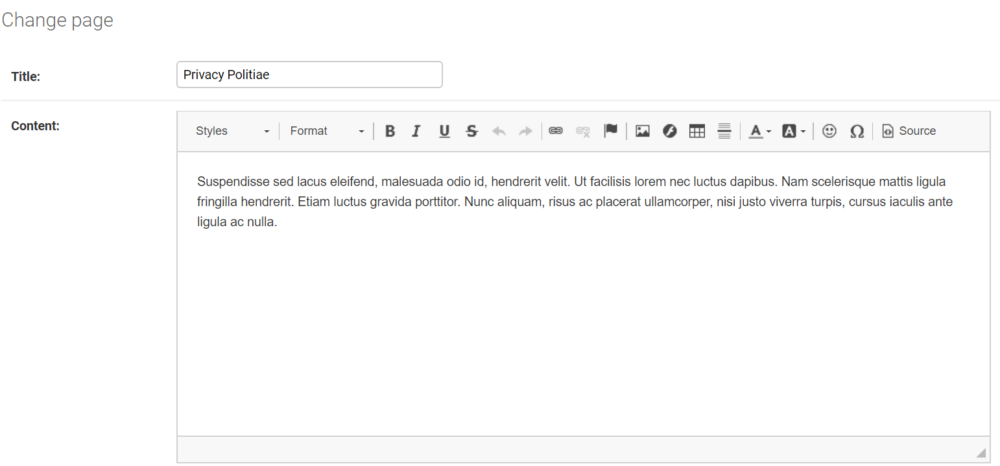 Change page
Title:
Privacy Politiae
Content:
Styles Format B I U S A A Ω Source
Suspendisse sed lacus eleifend, malesuada odio id, hendrerit velit. Ut facilisis lorem nec luctus dapibus. Nam scelerisque mattis ligula
fringilla hendrerit. Etiam luctus gravida porttitor. Nunc aliquam, risus ac placerat ullamcorper, nisi justo viverra turpis, cursus iaculis ante
ligula ac nulla.